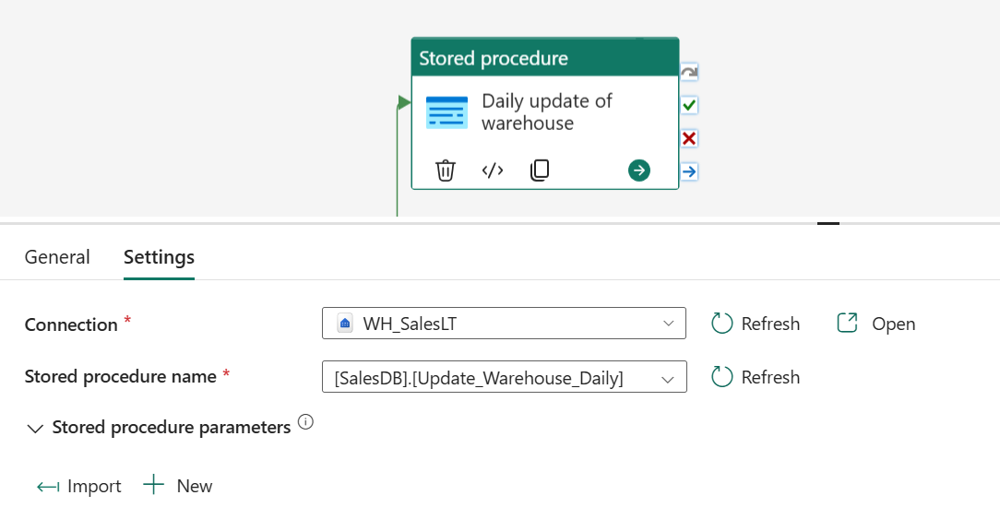 Stored procedure
Daily update of
warehouse
General Settings
Connection * WH_SalesLT Refresh Open
Stored procedure name * [SalesDB].[Update_Warehouse_Daily] Refresh
Stored procedure parameters
Import New